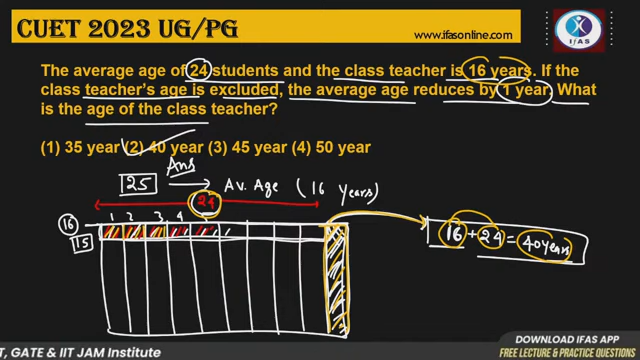 CUET 2023 UG/PG
iFAS
www.ifasonline.com
The average age of 24 students and the class teacher is 16 years. If the
class teacher's age is excluded, the average age reduces by 1 year. What
is the age of the class teacher?
(1) 35 year (2) 40 year (3) 45 year (4) 50 year
Ans
25 → Av. Age (16 years)
24
1 2 3 4
16
15
16 + 24 = 40 years
T, GATE & IIT JAM Institute
DOWNLOAD IFAS
FREE LECTURE & PRACTICE QUESTIONS